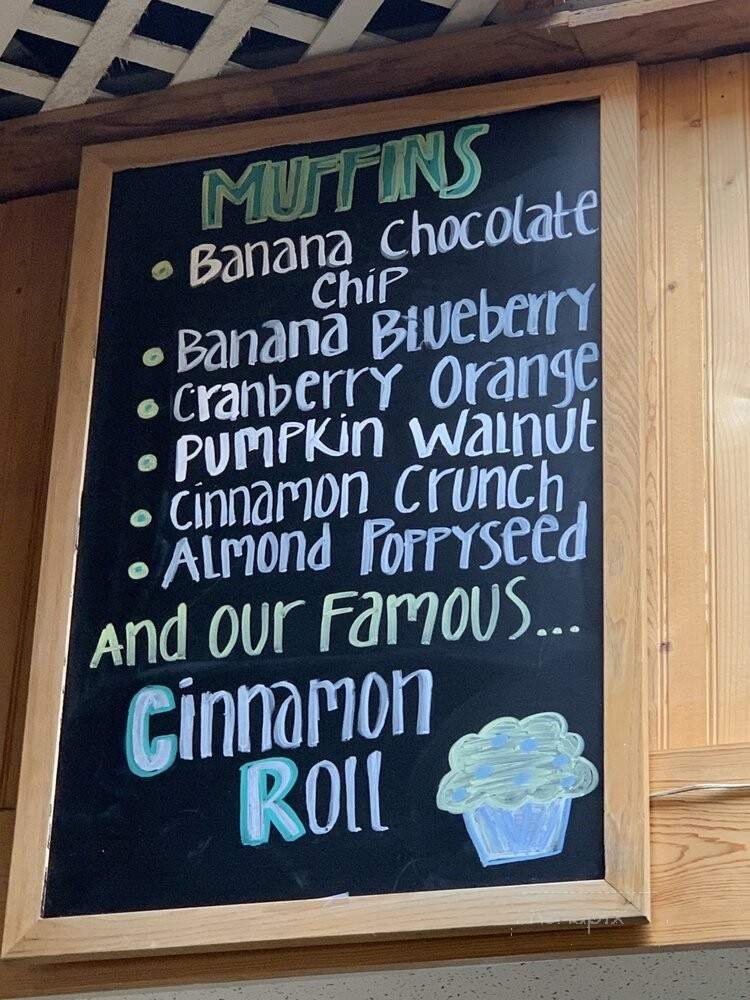 MUFFINS
• Banana Chocolate
Chip
• Banana Blueberry
• Cranberry Orange
• Pumpkin Walnut
• Cinnamon Crunch
• Almond Poppyseed
And our Famous...
Cinnamon
Roll